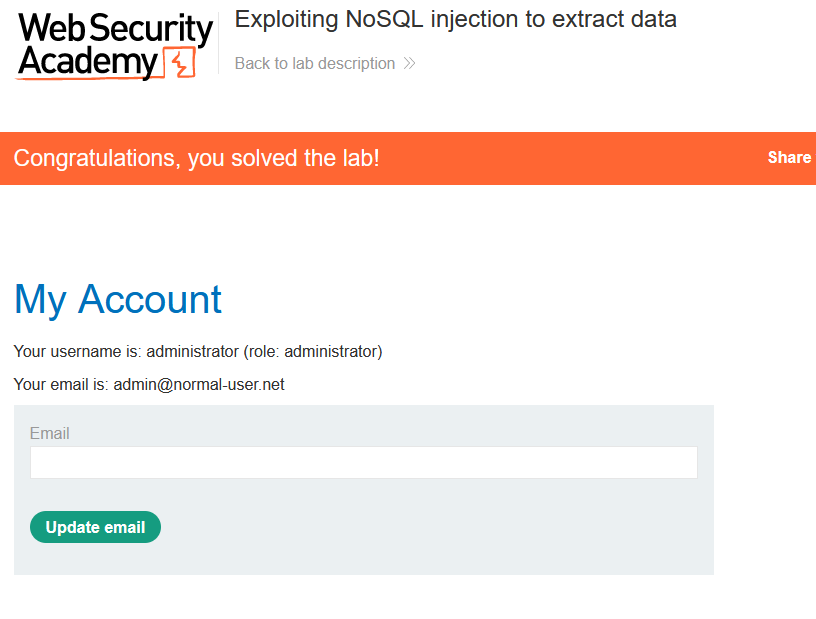 Web Security
Academy
Exploiting NoSQL injection to extract data
Back to lab description
Congratulations, you solved the lab!
Share
My Account
Your username is: administrator (role: administrator)
Your email is: admin@normal-user.net
Email
Update email